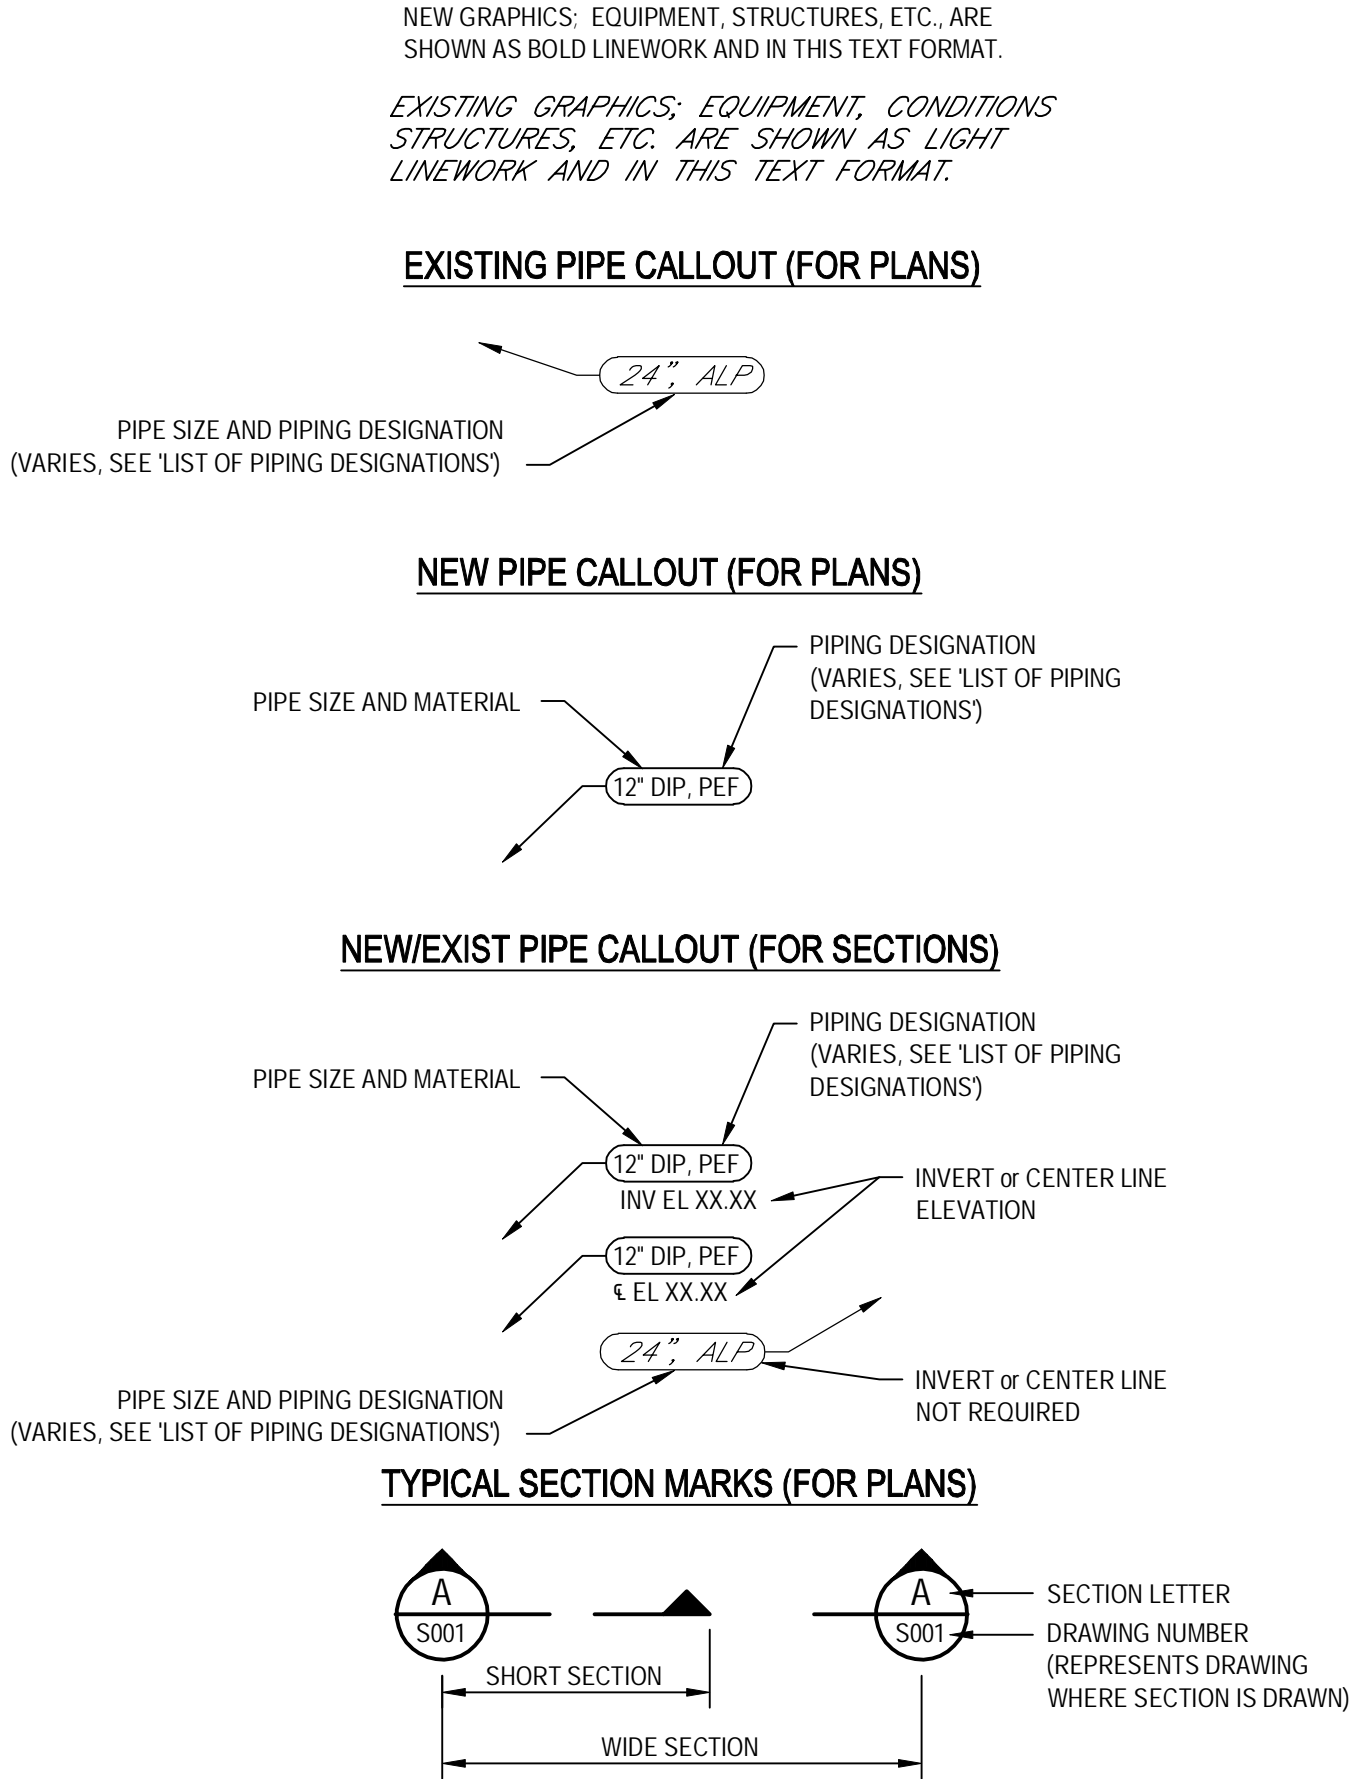 NEW GRAPHICS; EQUIPMENT, STRUCTURES, ETC., ARE
SHOWN AS BOLD LINEWORK AND IN THIS TEXT FORMAT.
EXISTING GRAPHICS; EQUIPMENT, CONDITIONS
STRUCTURES, ETC. ARE SHOWN AS LIGHT
LINEWORK AND IN THIS TEXT FORMAT.
EXISTING PIPE CALLOUT (FOR PLANS)
24", ALP
PIPE SIZE AND PIPING DESIGNATION
(VARIES, SEE 'LIST OF PIPING DESIGNATIONS')
NEW PIPE CALLOUT (FOR PLANS)
PIPING DESIGNATION
(VARIES, SEE 'LIST OF PIPING
DESIGNATIONS')
PIPE SIZE AND MATERIAL
12" DIP, PEF
NEW/EXIST PIPE CALLOUT (FOR SECTIONS)
PIPING DESIGNATION
(VARIES, SEE 'LIST OF PIPING
DESIGNATIONS')
PIPE SIZE AND MATERIAL
12" DIP, PEF
INV EL XX.XX
INVERT or CENTER LINE
ELEVATION
12" DIP, PEF
℄ EL XX.XX
24", ALP
INVERT or CENTER LINE
NOT REQUIRED
PIPE SIZE AND PIPING DESIGNATION
(VARIES, SEE 'LIST OF PIPING DESIGNATIONS')
TYPICAL SECTION MARKS (FOR PLANS)
A
S001
A
S001
SECTION LETTER
DRAWING NUMBER
(REPRESENTS DRAWING
WHERE SECTION IS DRAWN)
SHORT SECTION
WIDE SECTION